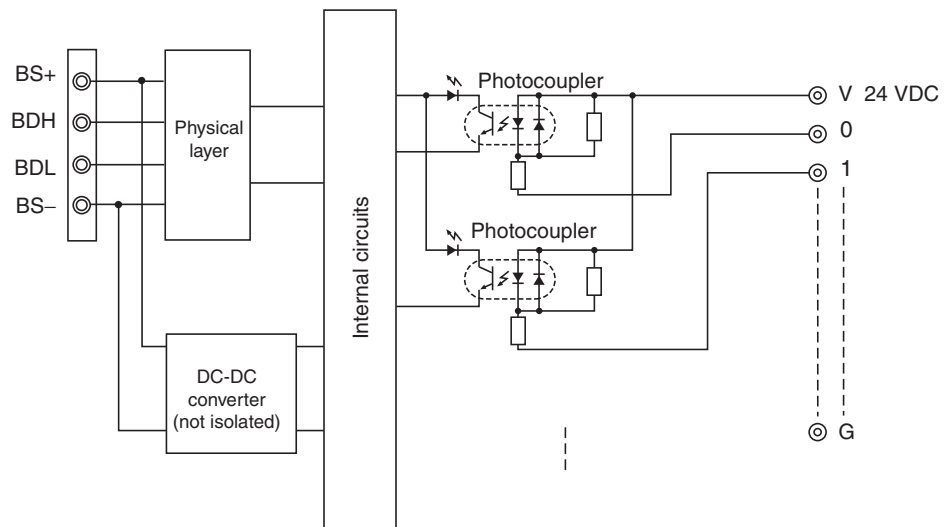 BS+
BDH
BDL
BS−
Physical
layer
DC-DC
converter
(not isolated)
Internal circuits
Photocoupler
Photocoupler
V 24 VDC
0
1
G